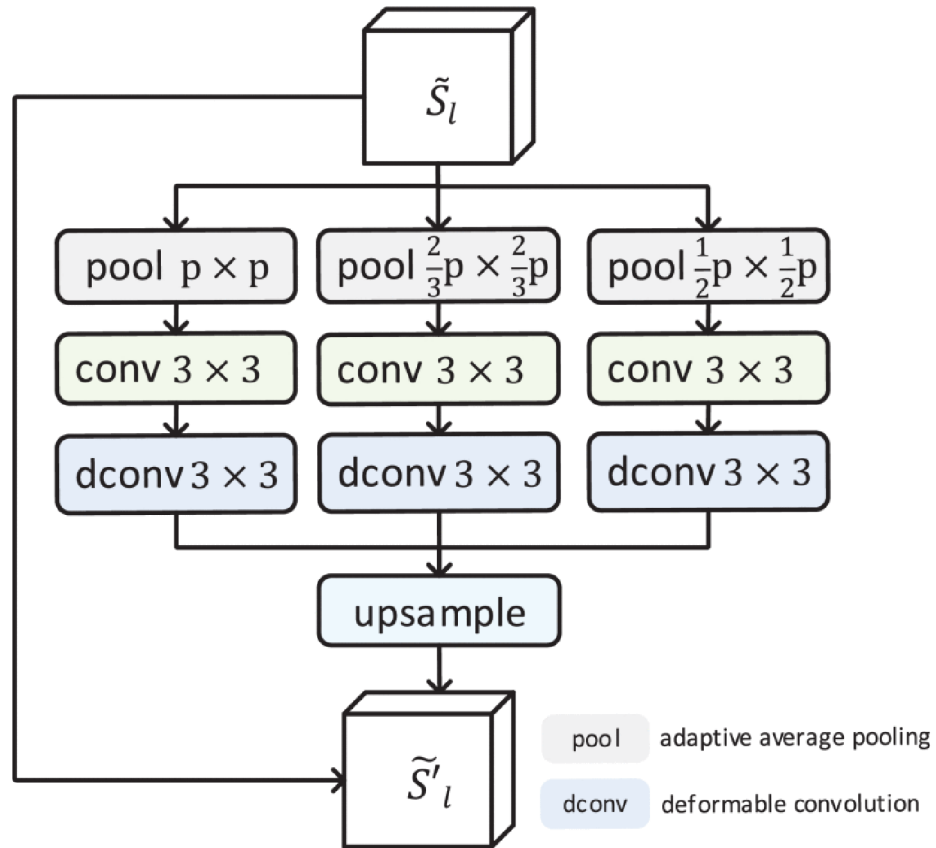 S̃_l
pool p × p
pool 2/3p × 2/3p
pool 1/2p × 1/2p
conv 3 × 3
conv 3 × 3
conv 3 × 3
dconv 3 × 3
dconv 3 × 3
dconv 3 × 3
upsample
S̃'_l
pool adaptive average pooling
dconv deformable convolution